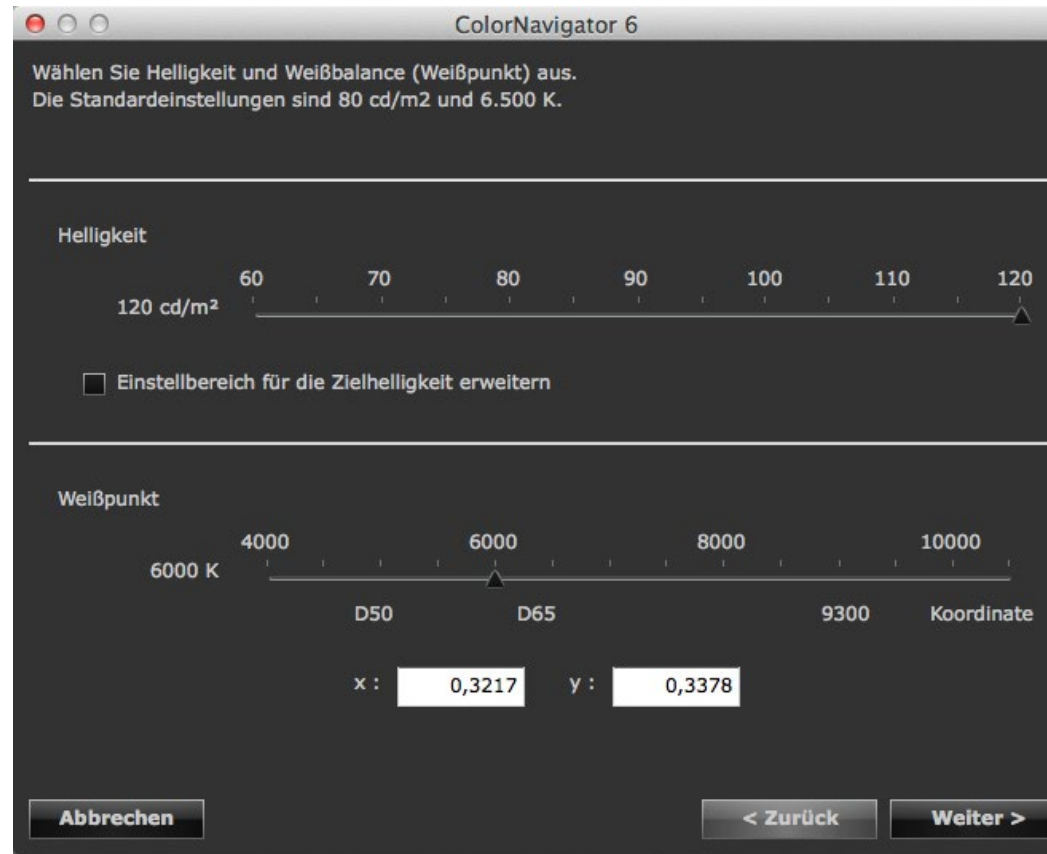 ColorNavigator 6
Wählen Sie Helligkeit und Weißbalance (Weißpunkt) aus.
Die Standardeinstellungen sind 80 cd/m2 und 6.500 K.
Helligkeit
60 70 80 90 100 110 120
120 cd/m²
Einstellbereich für die Zielhelligkeit erweitern
Weißpunkt
4000 6000 8000 10000
6000 K
D50 D65 9300 Koordinate
x : 0,3217 y : 0,3378
Abbrechen < Zurück Weiter >